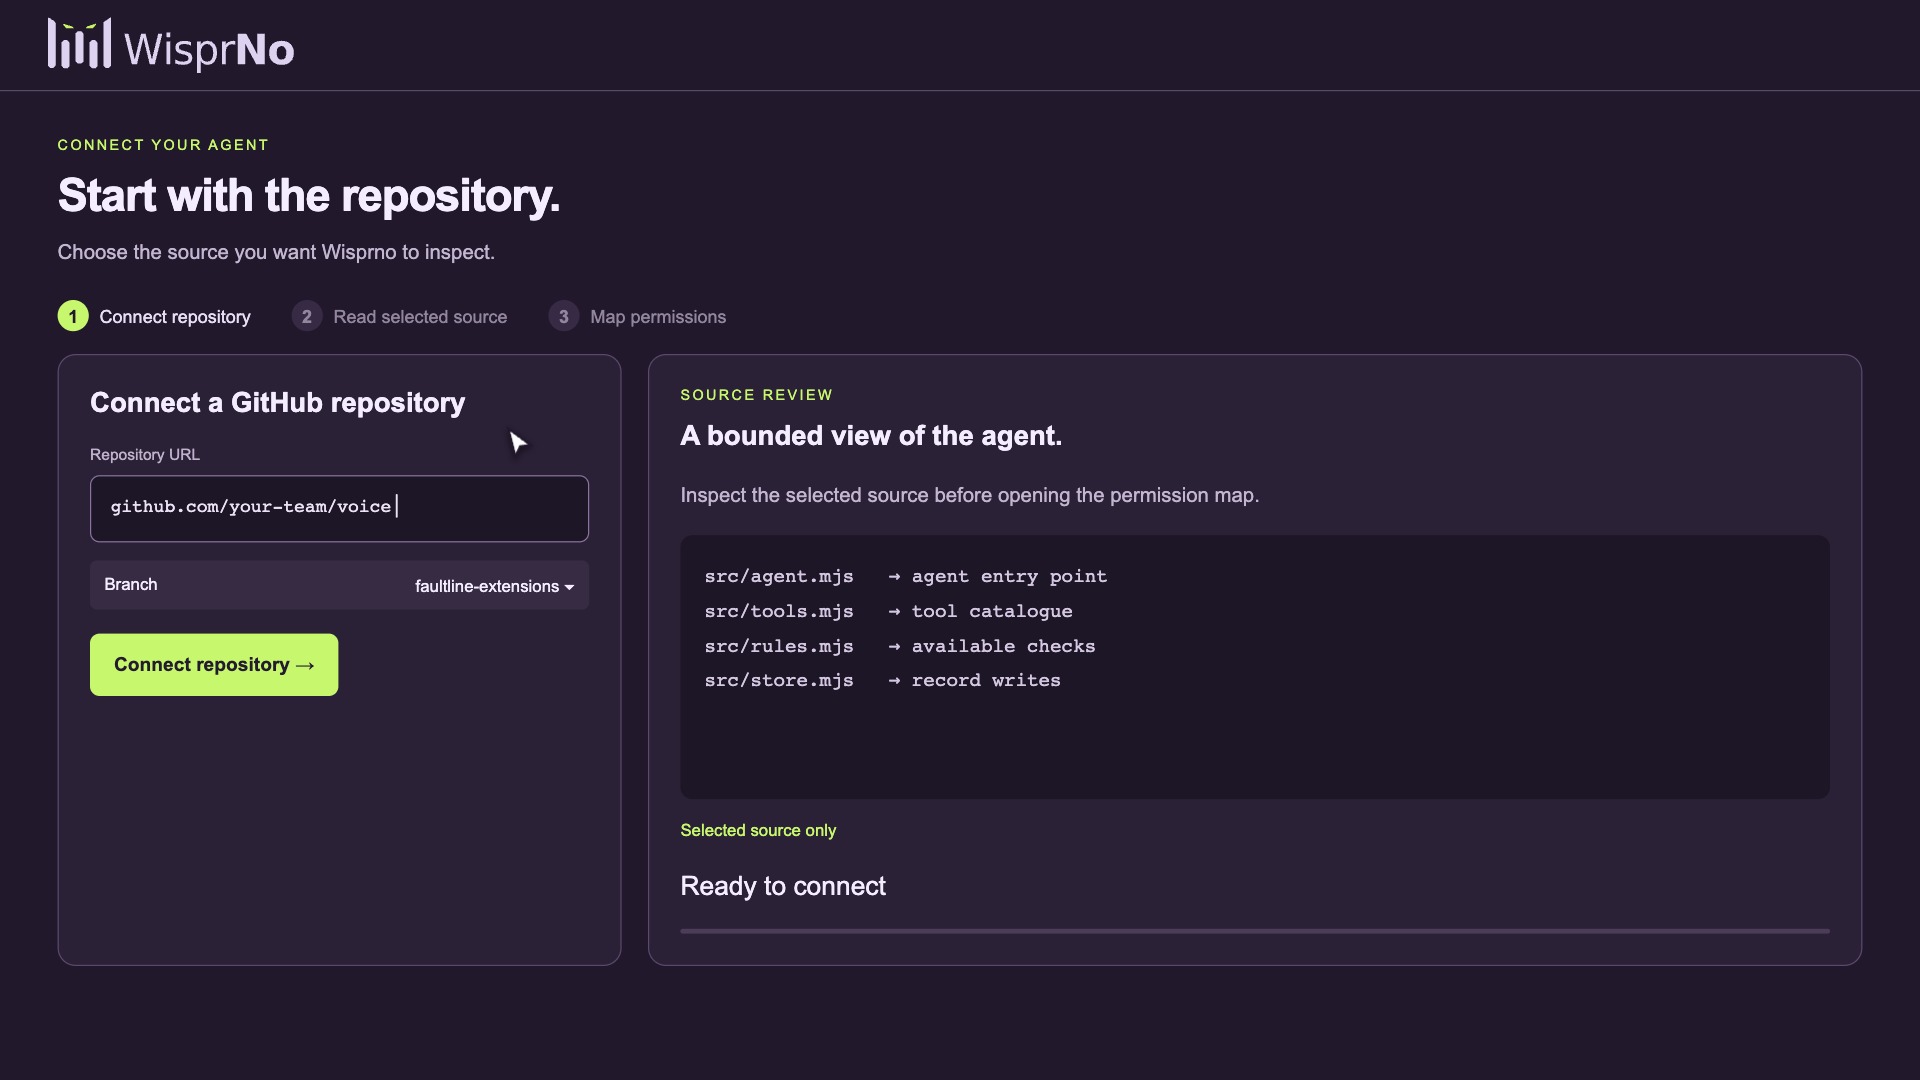 WisprNo
CONNECT YOUR AGENT
Start with the repository.
Choose the source you want Wisprno to inspect.
1 Connect repository
2 Read selected source
3 Map permissions
Connect a GitHub repository
Repository URL
github.com/your-team/voice
Branch faultline-extensions
Connect repository →
SOURCE REVIEW
A bounded view of the agent.
Inspect the selected source before opening the permission map.
src/agent.mjs → agent entry point
src/tools.mjs → tool catalogue
src/rules.mjs → available checks
src/store.mjs → record writes
Selected source only
Ready to connect